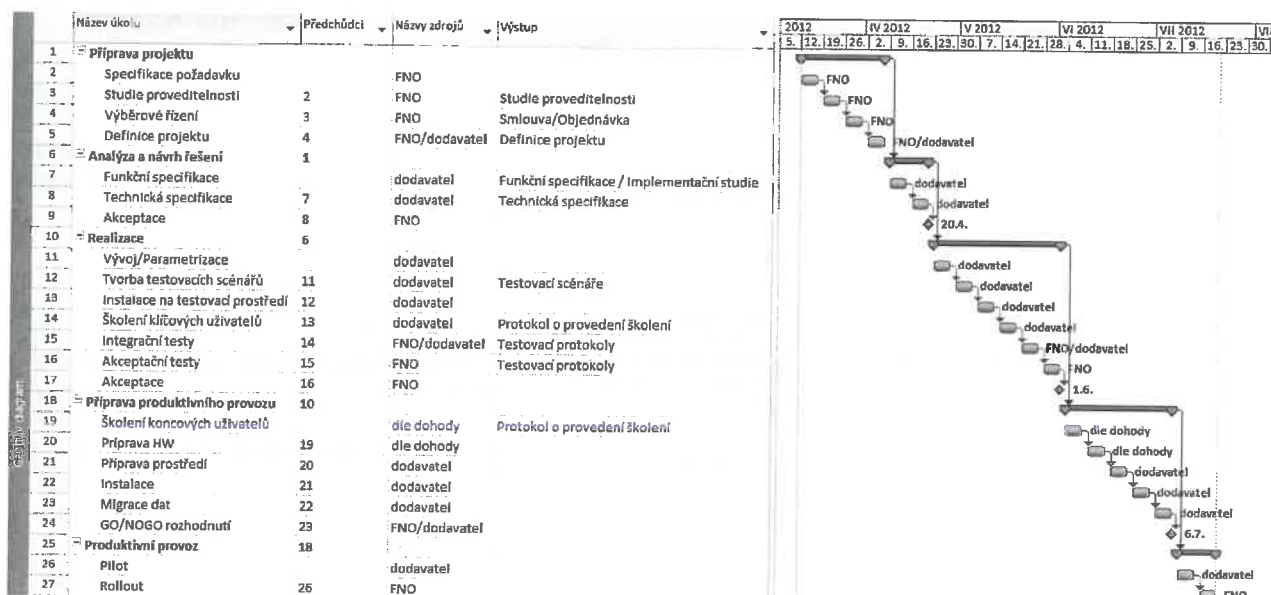 Název úkolu Předchůdci Názvy zdrojů Výstup 2012 IV 2012 V 2012 VI 2012 VII 2012
5. 12. 19. 26. 2. 9. 16. 23. 30. 7. 14. 21. 28. 4. 11. 18. 25. 2. 9. 16. 23. 30.
1 Příprava projektu
2 Specifikace požadavku FNO FNO
3 Studie proveditelnosti 2 FNO Studie proveditelnosti FNO
4 Výběrové řízení 3 FNO Smlouva/Objednávka FNO
5 Definice projektu 4 FNO/dodavatel Definice projektu FNO/dodavatel
6 Analýza a návrh řešení 1
7 Funkční specifikace dodavatel Funkční specifikace / Implementační studie dodavatel
8 Technická specifikace 7 dodavatel Technická specifikace dodavatel
9 Akceptace 8 FNO 20.4.
10 Realizace 6
11 Vývoj/Parametrizace dodavatel dodavatel
12 Tvorba testovacích scénářů 11 dodavatel Testovací scénáře dodavatel
13 Instalace na testovací prostředí 12 dodavatel dodavatel
14 Školení klíčových uživatelů 13 dodavatel Protokol o provedení školení dodavatel
15 Integrační testy 14 FNO/dodavatel Testovací protokoly FNO/dodavatel
16 Akceptační testy 15 FNO Testovací protokoly FNO
17 Akceptace 16 FNO 1.6.
18 Příprava produktivního provozu 10
19 Školení koncových uživatelů dle dohody Protokol o provedení školení dle dohody
20 Príprava HW 19 dle dohody dle dohody
21 Příprava prostředí 20 dodavatel dodavatel
22 Instalace 21 dodavatel dodavatel
23 Migrace dat 22 dodavatel dodavatel
24 GO/NOGO rozhodnutí 23 FNO/dodavatel 6.7.
25 Produktivní provoz 18
26 Pilot dodavatel dodavatel
27 Rollout 26 FNO FNO